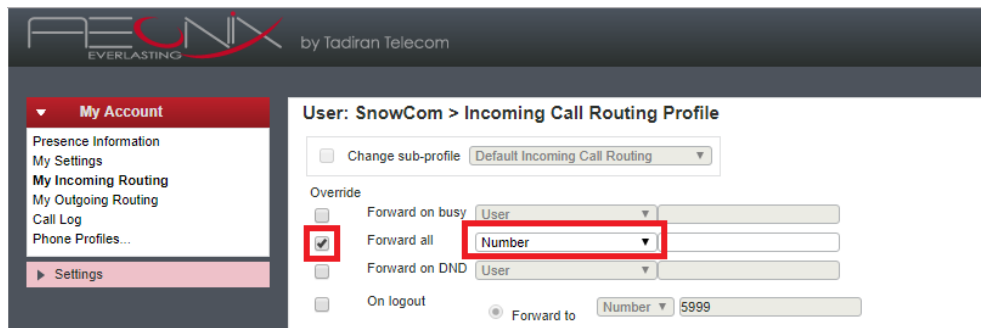 AEONIX
EVERLASTING
by Tadiran Telecom
My Account
Presence Information
My Settings
My Incoming Routing
My Outgoing Routing
Call Log
Phone Profiles...
Settings
User: SnowCom > Incoming Call Routing Profile
Change sub-profile Default Incoming Call Routing
Override
Forward on busy User
Forward all Number
Forward on DND User
On logout Forward to Number 5999